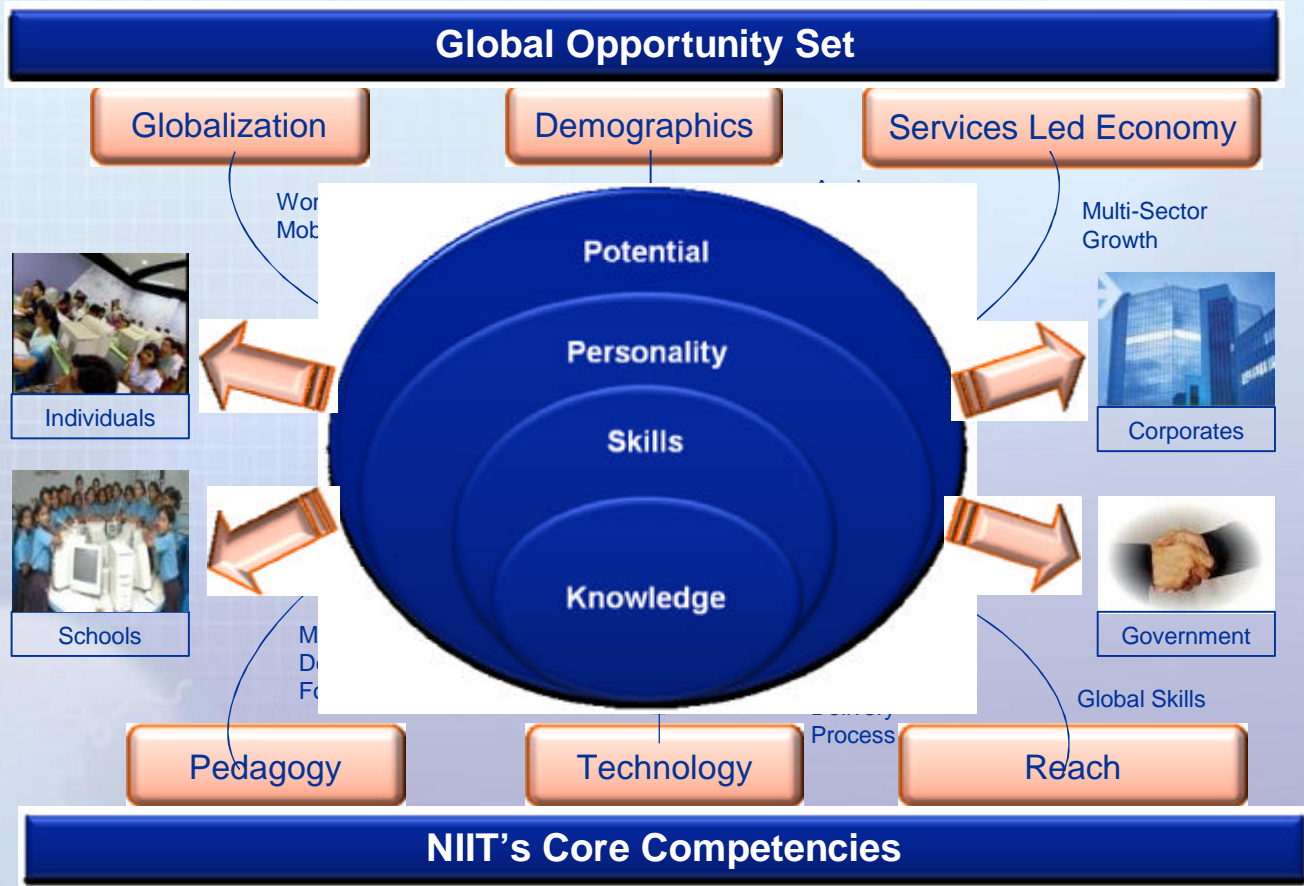 Global Opportunity Set
Globalization
Demographics
Services Led Economy
Multi-Sector
Growth
Potential
Personality
Skills
Knowledge
Individuals
Corporates
Schools
Government
Global Skills
Process
Pedagogy
Technology
Reach
NIIT's Core Competencies